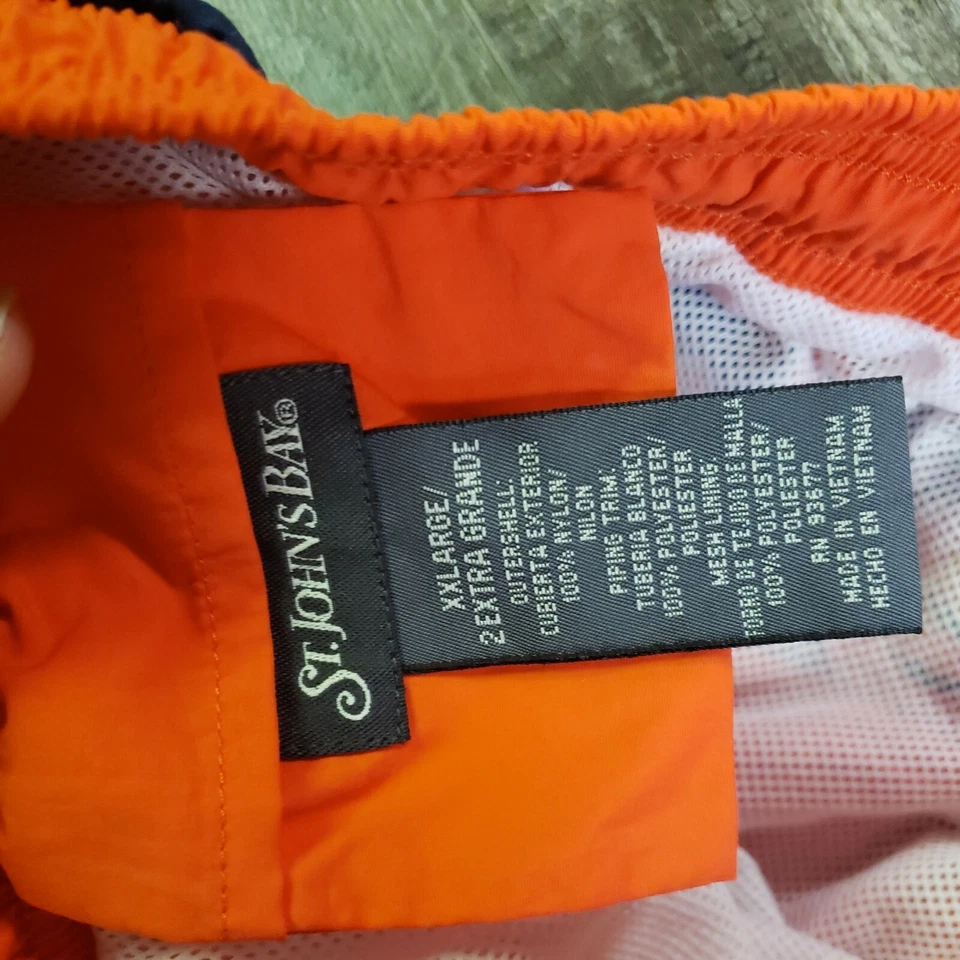 ST. JOHN'S BAY®
XXLARGE/
2 EXTRA GRANDE
OUTERSHELL:
CUBIERTA EXTERIOR
100% NYLON/
NILON
PIPING TRIM:
TUBERIA BLANCO/
100% POLYESTER/
POLIESTER
MESH LINING:
FORRO DE TEJIDO DE MALLA
100% POLYESTER/
POLIESTER
RN 93677
MADE IN VIETNAM
HECHO EN VIETNAM